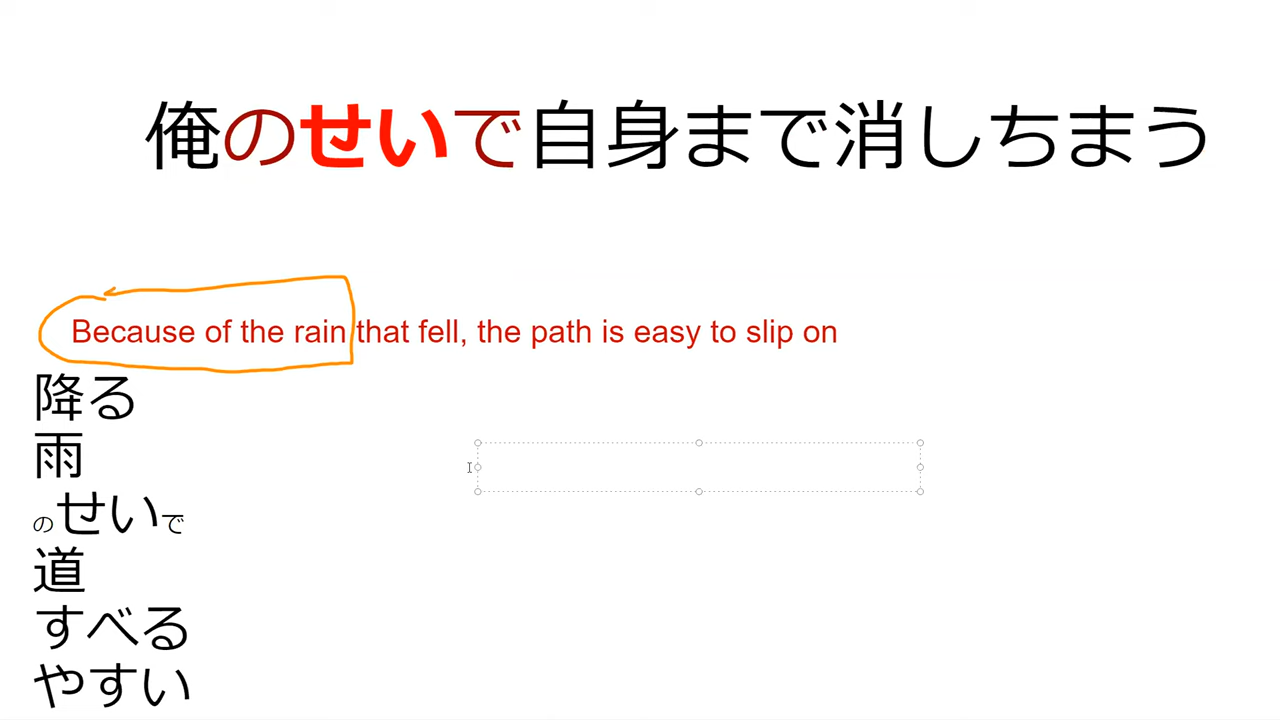 俺のせいで自身まで消しちまう
Because of the rain that fell, the path is easy to slip on
降る
雨
のせいで
道
すべる
やすい